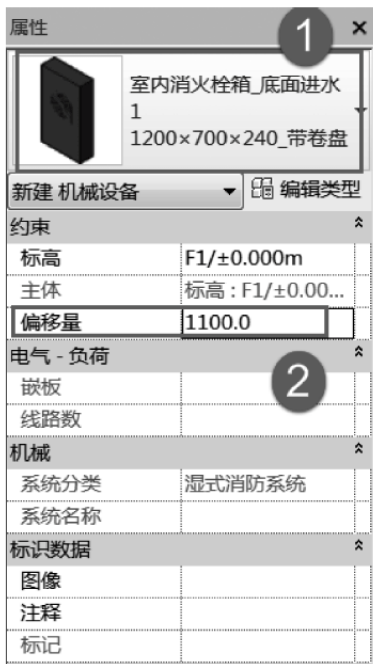 属性
1
室内消火栓箱_底面进水
1
1200×700×240_带卷盘
新建 机械设备
编辑类型
约束
标高 F1/±0.000m
主体 标高 : F1/±0.00...
偏移量 1100.0
电气 - 负荷
2
嵌板
线路数
机械
系统分类 湿式消防系统
系统名称
标识数据
图像
注释
标记